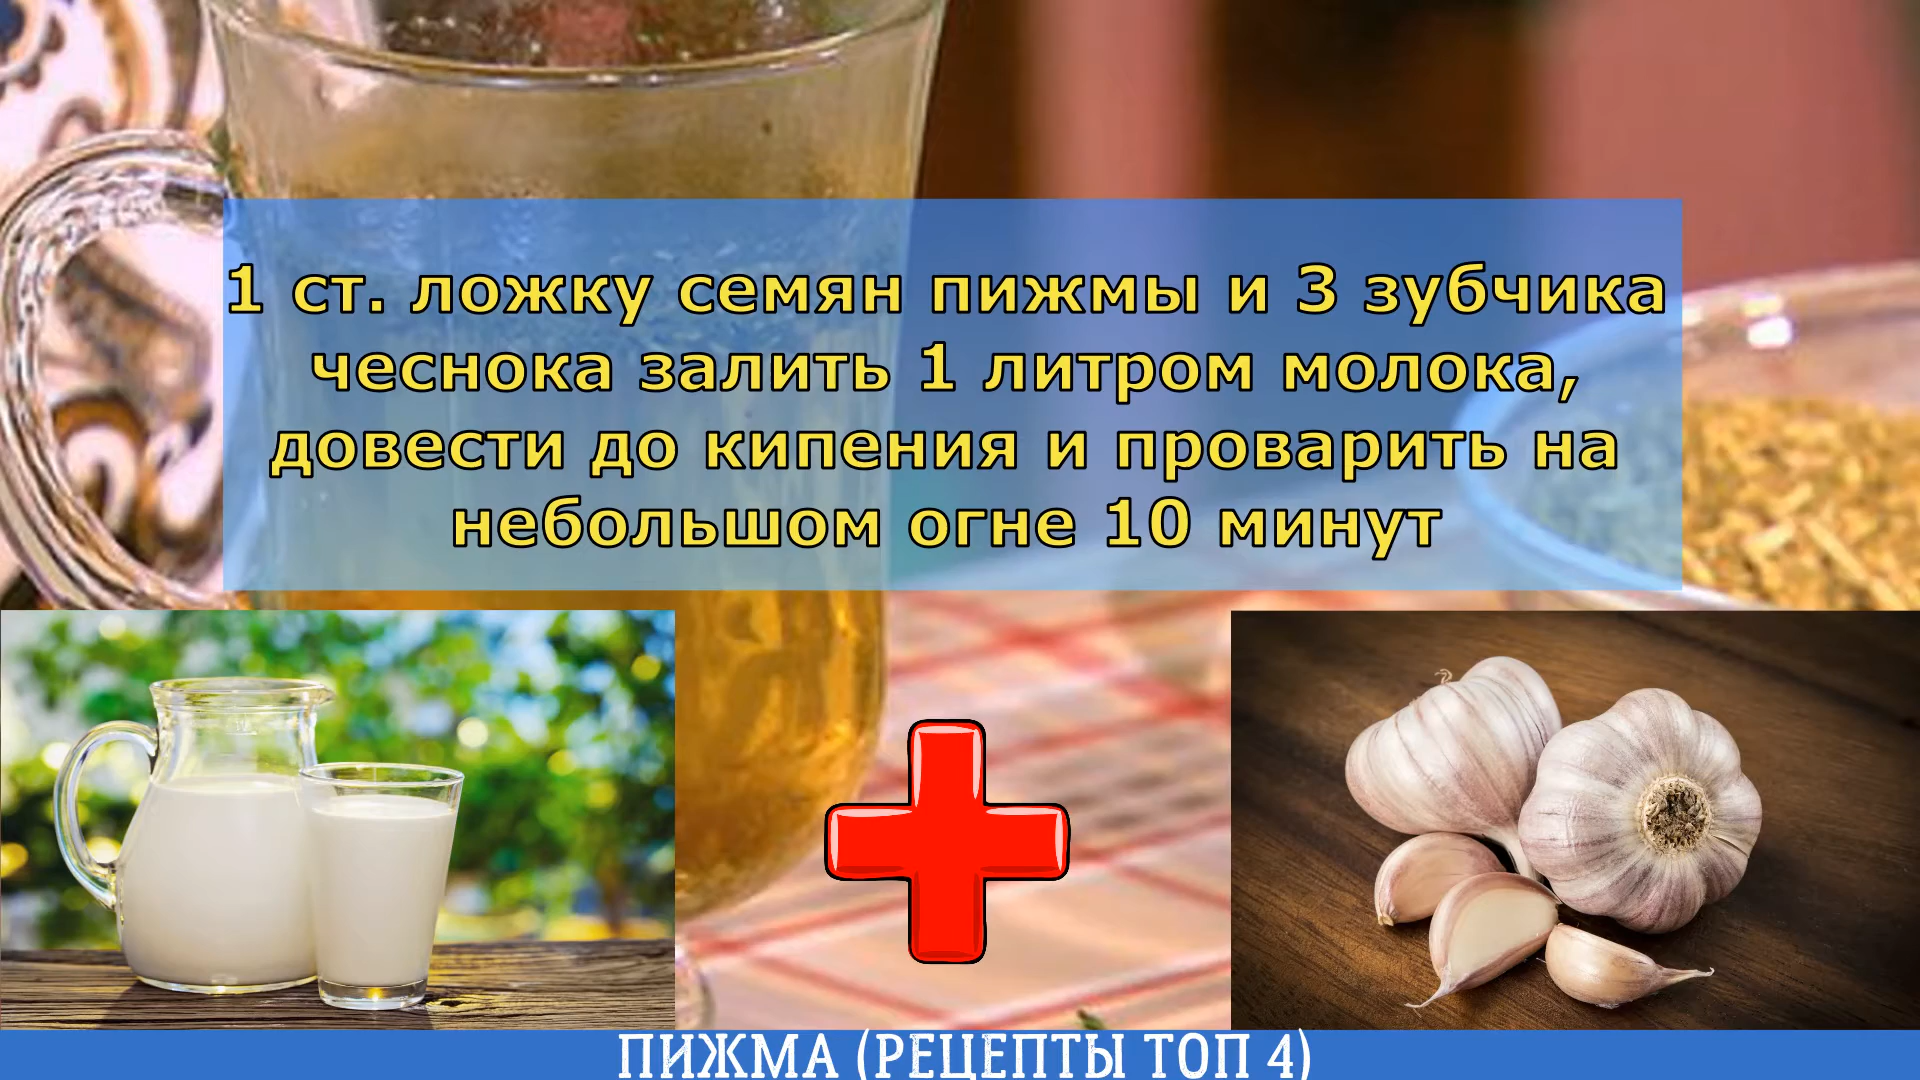 1 ст. ложку семян пижмы и 3 зубчика
чеснока залить 1 литром молока,
довести до кипения и проварить на
небольшом огне 10 минут
ПИЖМА (РЕЦЕПТЫ ТОП 4)